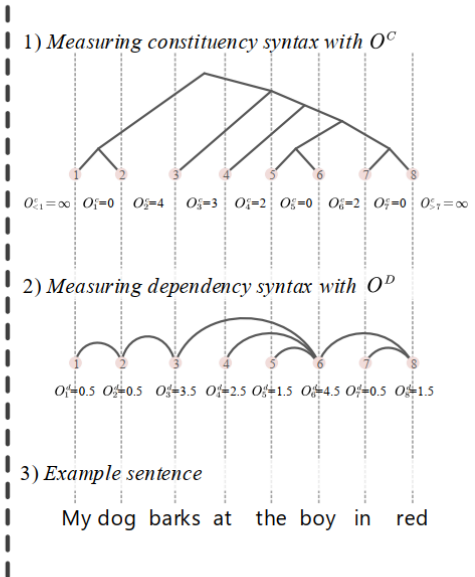 1) Measuring constituency syntax with O^C
1 2 3 4 5 6 7 8
O^c_{<1}=∞ O^c_1=0 O^c_2=4 O^c_3=3 O^c_4=2 O^c_5=0 O^c_6=2 O^c_7=0 O^c_{>7}=∞
2) Measuring dependency syntax with O^D
1 2 3 4 5 6 7 8
O^d_1=0.5 O^d_2=0.5 O^d_3=3.5 O^d_4=2.5 O^d_5=1.5 O^d_6=4.5 O^d_7=0.5 O^d_8=1.5
3) Example sentence
My dog barks at the boy in red